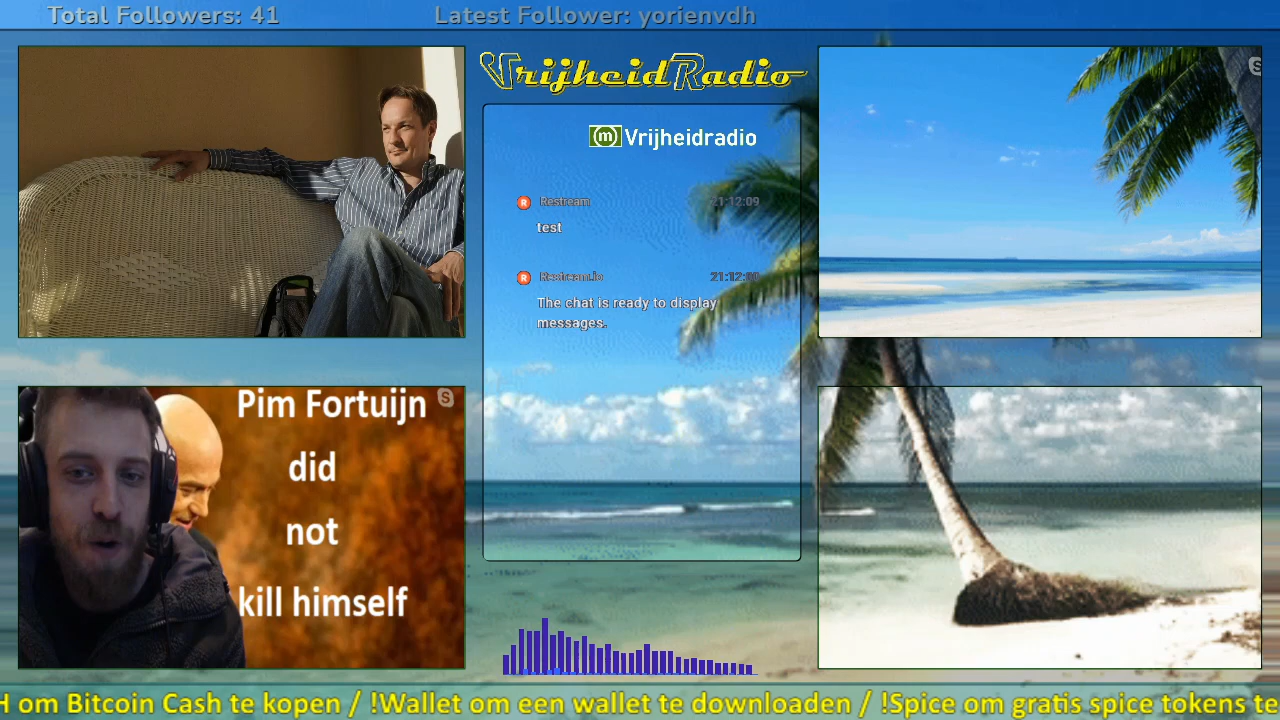 Total Followers: 41
Latest Follower: yorienvdh
VrijheidRadio
m Vrijheidradio
R Restream 21:12:09
test
R Restream.io
The chat is ready to display
messages.
S
Pim Fortuijn
did
not
kill himself
S
H om Bitcoin Cash te kopen / !Wallet om een wallet te downloaden / !Spice om gratis spice tokens te